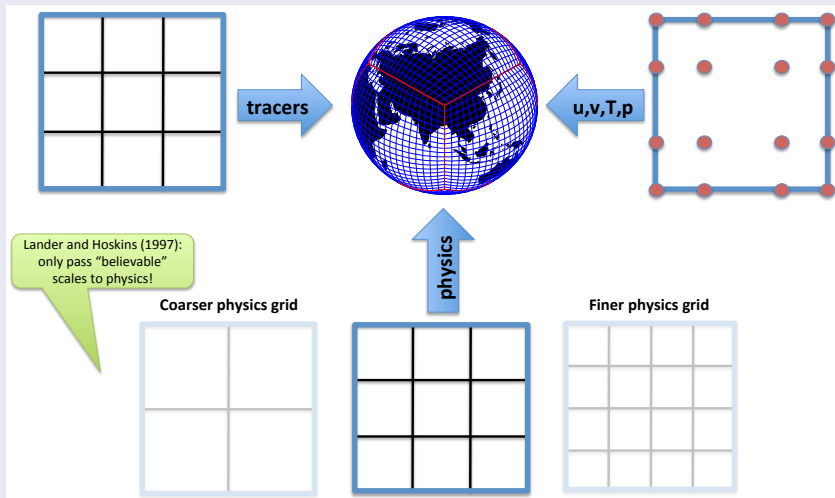 tracers
u,v,T,p
physics
Lander and Hoskins (1997):
only pass “believable”
scales to physics!
Coarser physics grid
Finer physics grid